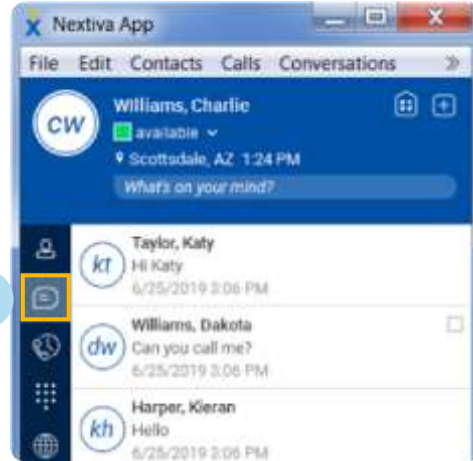 Nextiva App
File Edit Contacts Calls Conversations »
cw
Williams, Charlie
available
Scottsdale, AZ 1:24 PM
What's on your mind?
kt
Taylor, Katy
Hi Katy
6/25/2019 3:06 PM
dw
Williams, Dakota
Can you call me?
6/25/2019 3:06 PM
kh
Harper, Kieran
Hello
6/25/2019 3:06 PM